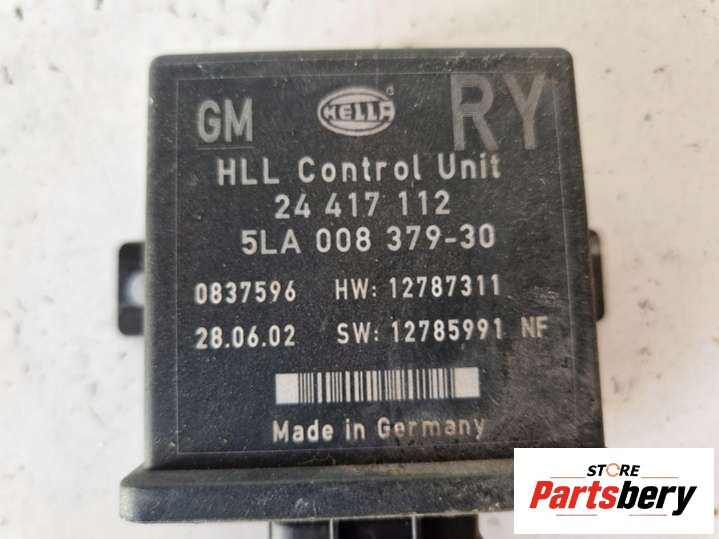 GM HELLA RY
HLL Control Unit
24 417 112
5LA 008 379-30
0837596 HW: 12787311
28.06.02 SW: 12785991 NF
Made in Germany
STORE
Partsbery